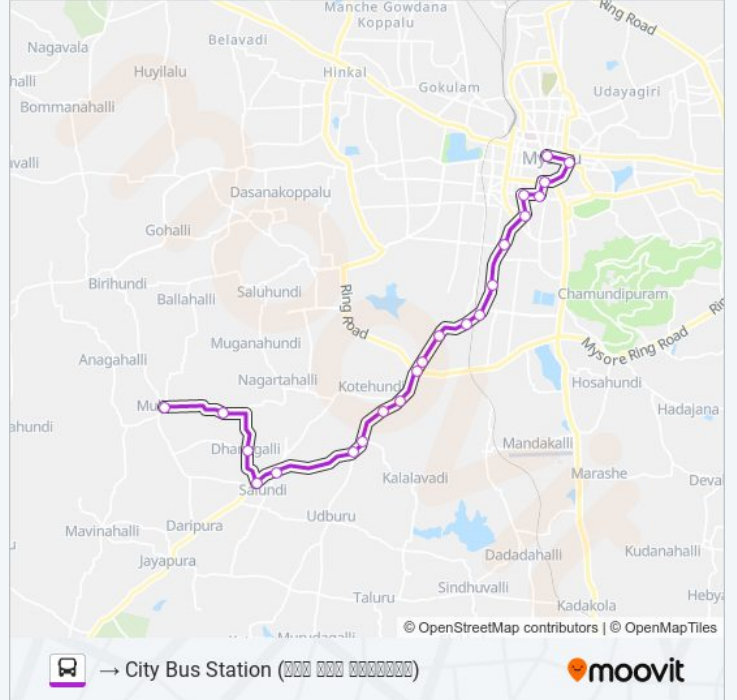 Manche Gowdana
Koppalu
Ring Road
Nagavala
Belavadi
Huyilalu
Hinkal
Gokulam
Udayagiri
Bommanahalli
Dasanakoppalu
Gohalli
Birihundi
Saluhundi
Ballahalli
Chamundipuram
Ring Road
Muganahundi
Mysore Ring Road
Anagahalli
Nagartahalli
Hosahundi
Hadajana
Mandakalli
Salundi
Kalalavadi
Marashe
Udburu
Daripura
Mavinahalli
Jayapura
Dadadahalli
Kudanahalli
Sindhuvalli
Taluru
Kadakola
© OpenStreetMap contributors | © OpenMapTiles
→ City Bus Station
moovit